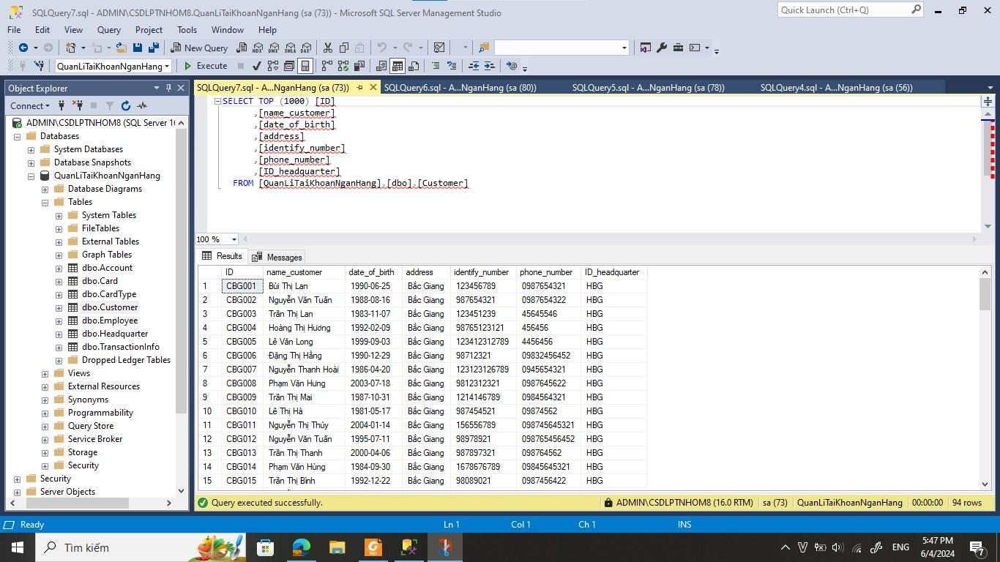 SQLQuery7.sql - ADMIN\CSDLPTNHOM8.QuanLiTaiKhoanNganHang (sa (73)) - Microsoft SQL Server Management Studio
Quick Launch (Ctrl+Q)
File Edit View Query Project Tools Window Help
New Query MDX DMX XMLA DAX
QuanLiTaiKhoanNganHang Execute
Object Explorer
SQLQuery7.sql - A...NganHang (sa (73)) SQLQuery6.sql - A...NganHang (sa (80)) SQLQuery5.sql - A...NganHang (sa (78)) SQLQuery4.sql - A...NganHang (sa (56))
Connect
ADMIN\CSDLPTNHOM8 (SQL Server 16
Databases
System Databases
Database Snapshots
QuanLiTaiKhoanNganHang
Database Diagrams
Tables
System Tables
FileTables
External Tables
Graph Tables
dbo.Account
dbo.Card
dbo.CardType
dbo.Customer
dbo.Employee
dbo.Headquarter
dbo.TransactionInfo
Dropped Ledger Tables
Views
External Resources
Synonyms
Programmability
Query Store
Service Broker
Storage
Security
Security
Server Objects
SELECT TOP (1000) [ID]
,[name_customer]
,[date_of_birth]
,[address]
,[identify_number]
,[phone_number]
,[ID_headquarter]
FROM [QuanLiTaiKhoanNganHang].[dbo].[Customer]
100 %
Results Messages
ID name_customer date_of_birth address identify_number phone_number ID_headquarter
1 CBG001 Bùi Thị Lan 1990-06-25 Bắc Giang 123456789 0987654321 HBG
2 CBG002 Nguyễn Văn Tuấn 1988-08-16 Bắc Giang 987654321 0987654322 HBG
3 CBG003 Trần Thị Lan 1983-11-07 Bắc Giang 123451239 45645546 HBG
4 CBG004 Hoàng Thị Hương 1992-02-09 Bắc Giang 98765123121 456456 HBG
5 CBG005 Lê Văn Long 1999-09-03 Bắc Giang 123412312789 4456456 HBG
6 CBG006 Đặng Thị Hằng 1990-12-29 Bắc Giang 98712321 09832456452 HBG
7 CBG007 Nguyễn Thanh Hoài 1986-04-20 Bắc Giang 123123126789 0945654321 HBG
8 CBG008 Phạm Văn Hưng 2003-07-18 Bắc Giang 9812312321 0987645622 HBG
9 CBG009 Trần Thị Mai 1987-10-31 Bắc Giang 1214146789 0984564321 HBG
10 CBG010 Lê Thị Hà 1981-05-17 Bắc Giang 987454521 09874562 HBG
11 CBG011 Nguyễn Thị Thúy 2004-01-14 Bắc Giang 156556789 098745645321 HBG
12 CBG012 Nguyễn Văn Tuấn 1995-07-11 Bắc Giang 98978921 098765456452 HBG
13 CBG013 Trần Thị Thanh 2000-04-06 Bắc Giang 987897321 098764562 HBG
14 CBG014 Phạm Văn Hùng 1984-09-30 Bắc Giang 1678676789 09845645321 HBG
15 CBG015 Trần Thị Bình 1992-12-22 Bắc Giang 98089021 0987456422 HBG
Query executed successfully. ADMIN\CSDLPTNHOM8 (16.0 RTM) sa (73) QuanLiTaiKhoanNganHang 00:00:00 94 rows
Ready Ln 1 Col 1 Ch 1 INS
Tìm kiếm
ENG
5:47 PM
6/4/2024
7